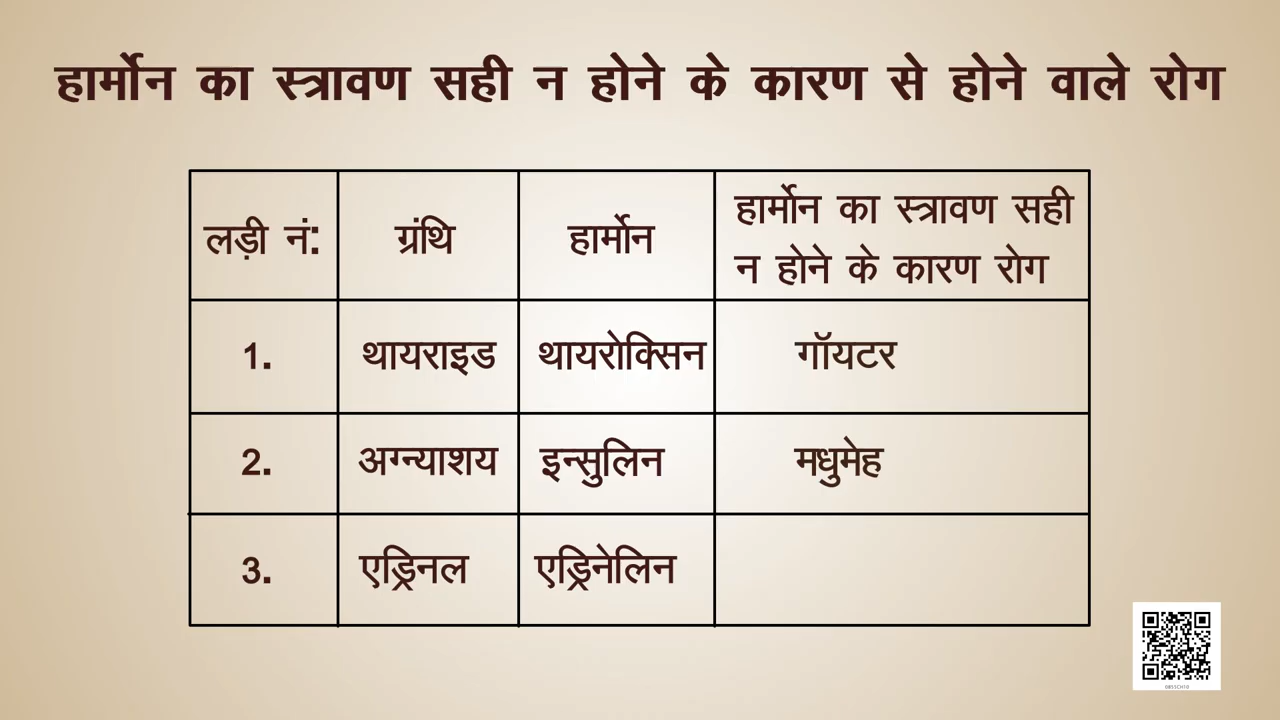 हार्मोन का स्त्रावण सही न होने के कारण से होने वाले रोग
लड़ी नं: ग्रंथि हार्मोन हार्मोन का स्त्रावण सही
न होने के कारण रोग
1. थायराइड थायरोक्सिन गॉयटर
2. अग्न्याशय इन्सुलिन मधुमेह
3. एड्रिनल एड्रिनेलिन
0855CH10